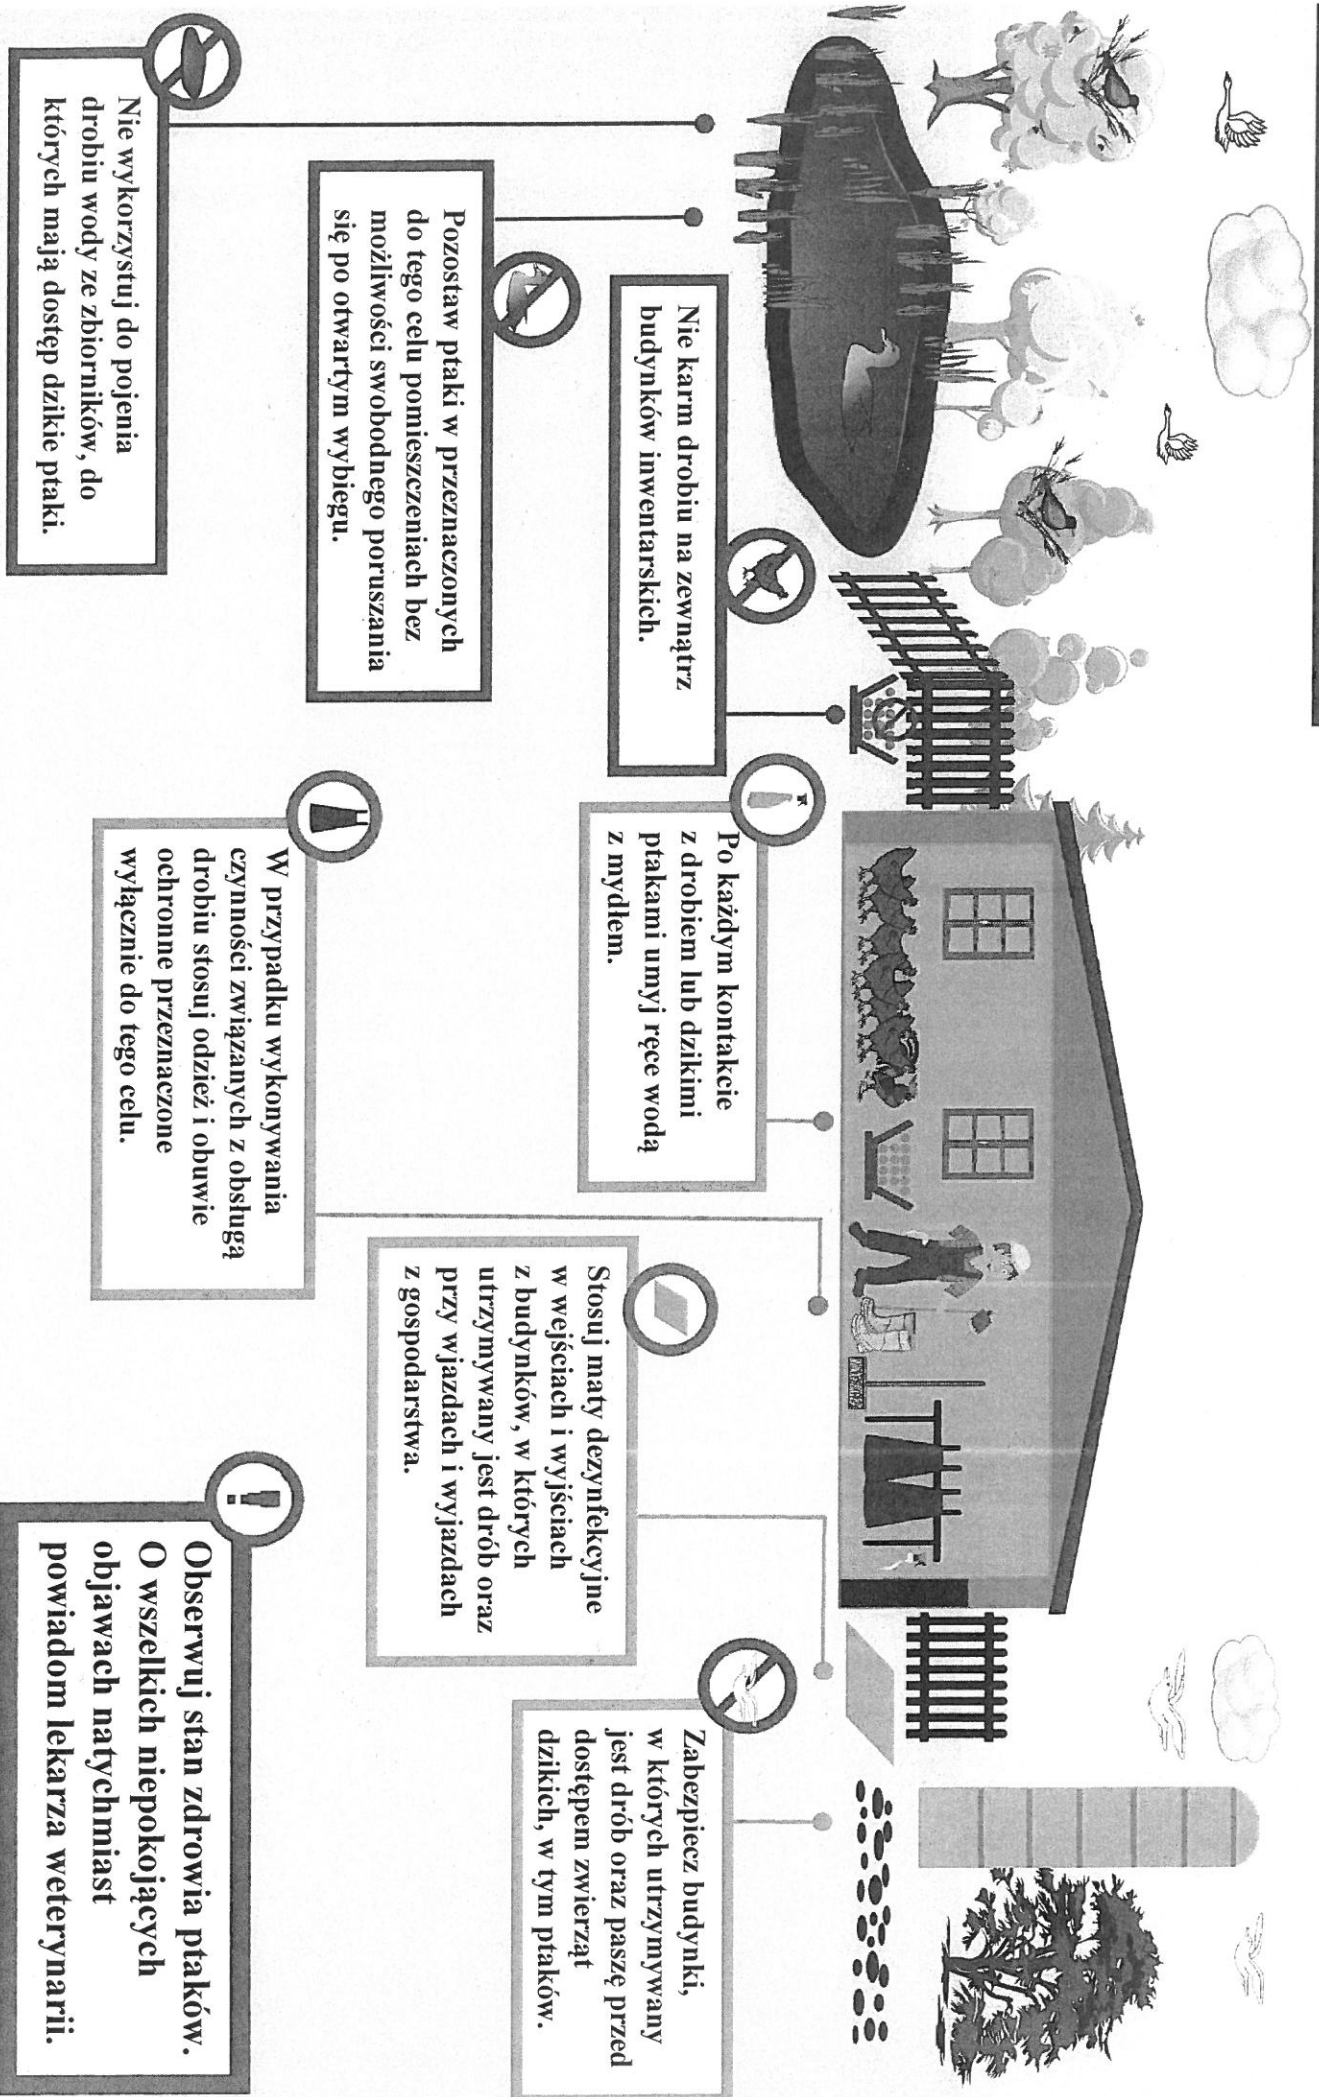 Nie wykorzystuj do pojenia
drobiu wody ze zbiorników, do
których mają dostęp dzikie ptaki.
Pozostaw ptaki w przeznaczonych
do tego celu pomieszczeniach bez
możliwości swobodnego poruszania
się po otwartym wybiegu.
Nie karm drobiu na zewnątrz
budynków inwentarskich.
Po każdym kontakcie
z drobiem lub dzikimi
ptakami umyj ręce wodą
z mydłem.
W przypadku wykonywania
czynności związanych z obsługą
drobiu stosuj odzież i obuwie
ochronne przeznaczone
wyłącznie do tego celu.
Stosuj maty dezynfekcyjne
w wejściach i wyjściach
z budynków, w których
utrzymywany jest drób oraz
przy wjazdach i wyjazdach
z gospodarstwa.
Zabezpiecz budynki,
w których utrzymywany
jest drób oraz paszę przed
dostępem zwierząt
dzikich, w tym ptaków.
Obserwuj stan zdrowia ptaków.
O wszelkich niepokojących
objawach natychmiast
powiadom lekarza weterynarii.